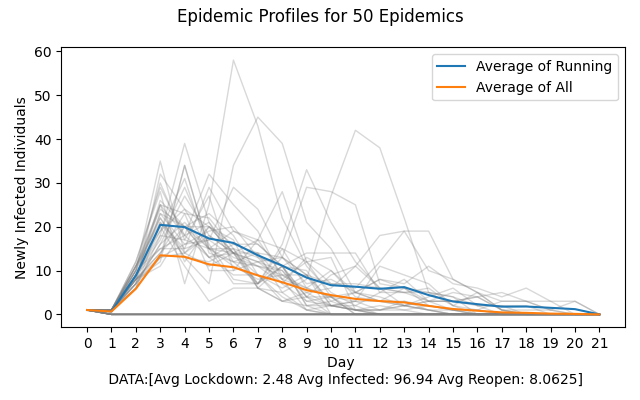 Epidemic Profiles for 50 Epidemics
60
50
40
30
20
10
0
Newly Infected Individuals
Average of Running
Average of All
0 1 2 3 4 5 6 7 8 9 10 11 12 13 14 15 16 17 18 19 20 21
Day
DATA:[Avg Lockdown: 2.48 Avg Infected: 96.94 Avg Reopen: 8.0625]